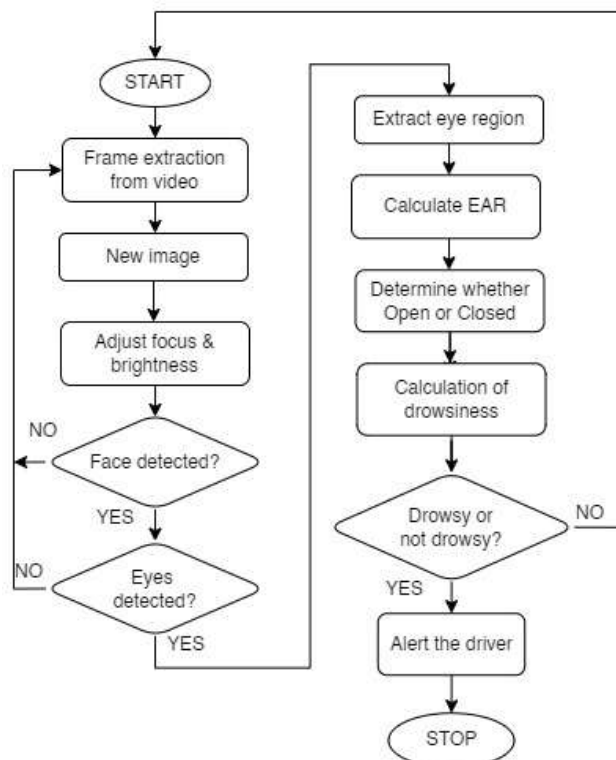 START
Frame extraction
from video
New image
Adjust focus &
brightness
NO
Face detected?
YES
NO
Eyes
detected?
YES
Extract eye region
Calculate EAR
Determine whether
Open or Closed
Calculation of
drowsiness
Drowsy or
not drowsy?
NO
YES
Alert the driver
STOP